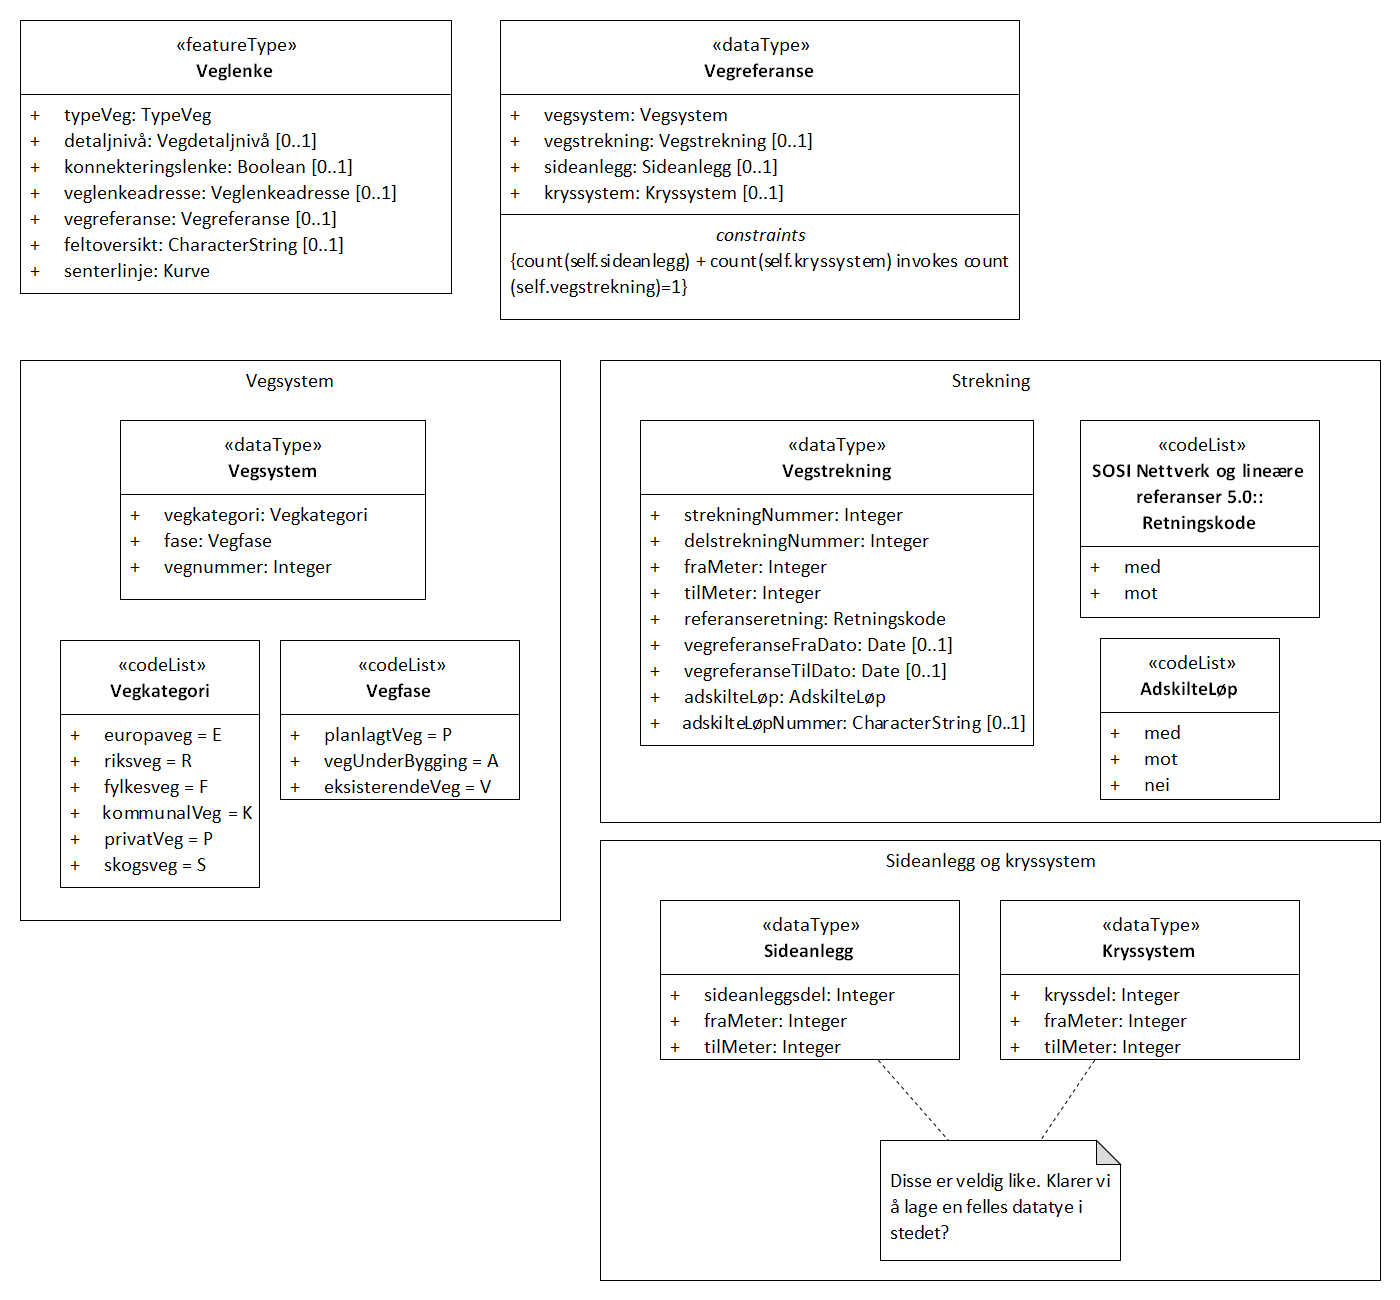 «featureType»
Veglenke
+ typeVeg: TypeVeg
+ detaljnivå: Vegdetaljnivå [0..1]
+ konnekteringslenke: Boolean [0..1]
+ veglenkeadresse: Veglenkeadresse [0..1]
+ vegreferanse: Vegreferanse [0..1]
+ feltoversikt: CharacterString [0..1]
+ senterlinje: Kurve
«dataType»
Vegreferanse
+ vegsystem: Vegsystem
+ vegstrekning: Vegstrekning [0..1]
+ sideanlegg: Sideanlegg [0..1]
+ kryssystem: Kryssystem [0..1]
constraints
{count(self.sideanlegg) + count(self.kryssystem) invokes count
(self.vegstrekning)=1}
Vegsystem
«dataType»
Vegsystem
+ vegkategori: Vegkategori
+ fase: Vegfase
+ vegnummer: Integer
«codeList»
Vegkategori
+ europaveg = E
+ riksveg = R
+ fylkesveg = F
+ kommunalVeg = K
+ privatVeg = P
+ skogsveg = S
«codeList»
Vegfase
+ planlagtVeg = P
+ vegUnderBygging = A
+ eksisterendeVeg = V
Strekning
«dataType»
Vegstrekning
+ strekningNummer: Integer
+ delstrekningNummer: Integer
+ fraMeter: Integer
+ tilMeter: Integer
+ referanseretning: Retningskode
+ vegreferanseFraDato: Date [0..1]
+ vegreferanseTilDato: Date [0..1]
+ adskilteLøp: AdskilteLøp
+ adskilteLøpNummer: CharacterString [0..1]
«codeList»
SOSI Nettverk og lineære
referanser 5.0::
Retningskode
+ med
+ mot
«codeList»
AdskilteLøp
+ med
+ mot
+ nei
Sideanlegg og kryssystem
«dataType»
Sideanlegg
+ sideanleggsdel: Integer
+ fraMeter: Integer
+ tilMeter: Integer
«dataType»
Kryssystem
+ kryssdel: Integer
+ fraMeter: Integer
+ tilMeter: Integer
Disse er veldig like. Klarer vi
å lage en felles datatye i
stedet?